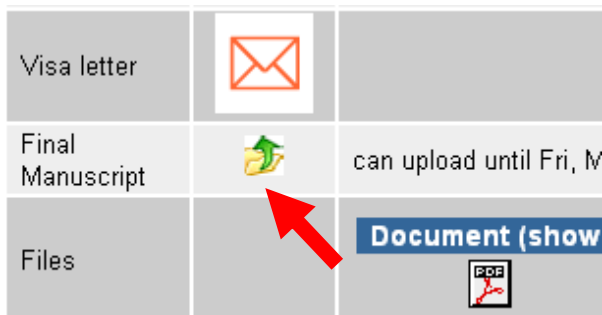 Visa letter
Final
Manuscript
can upload until Fri, M
Document (show
Files
PDF